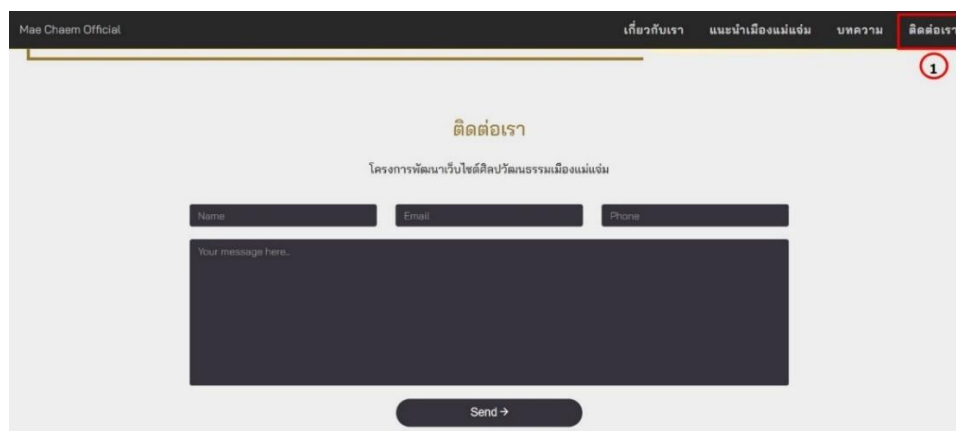 Mae Chaem Official เกี่ยวกับเรา แนะนำเมืองแม่แจ่ม บทความ ติดต่อเรา
1
ติดต่อเรา
โครงการพัฒนาเว็บไซต์ศิลปวัฒนธรรมเมืองแม่แจ่ม
Name Email Phone
Your message here..
Send →